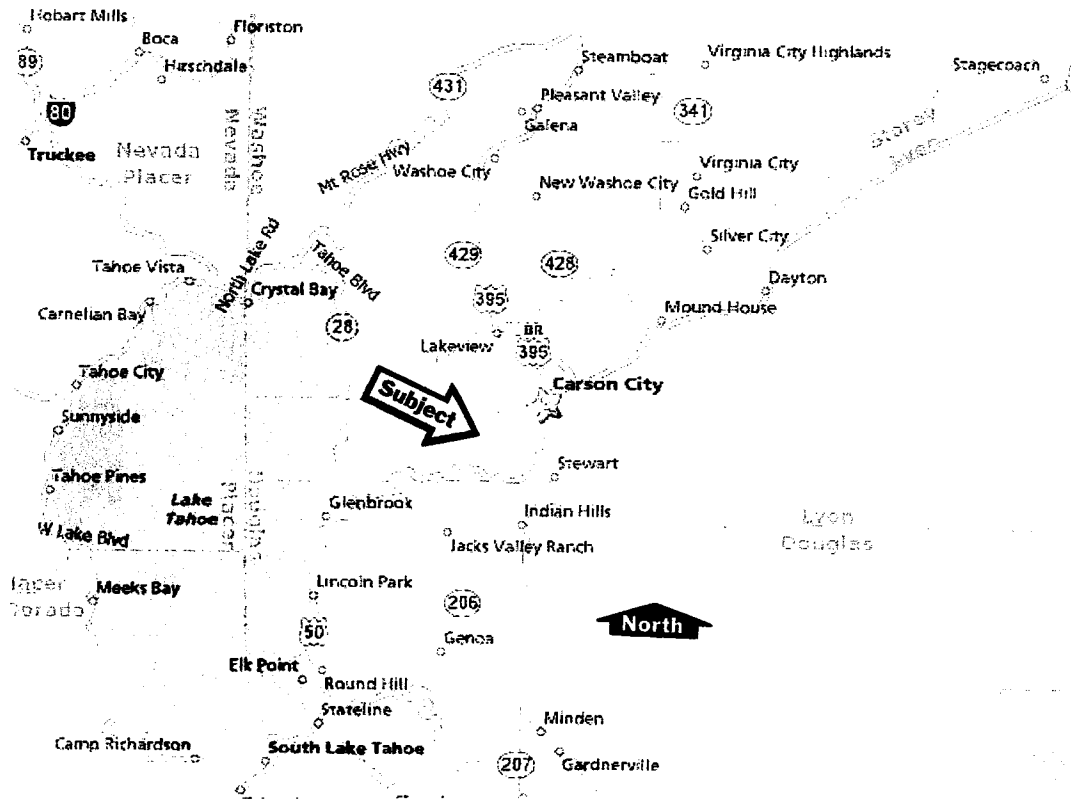 Hobart Mills
Floriston
Boca
Steamboat
Virginia City Highlands
89
Hirschdale
Stagecoach
431
Pleasant Valley
80
341
Galena
Washoe
Nevada
Storey
Lyon
Truckee
Nevada
Placer
Mt Rose Hwy
Washoe City
Virginia City
New Washoe City
Gold Hill
North Lake Rd
Silver City
Tahoe Blvd
429
428
Tahoe Vista
Crystal Bay
Dayton
395
Carnelian Bay
Mound House
28
BR
Lakeview
395
Tahoe City
Subject
Carson City
Sunnyside
Stewart
Tahoe Pines
Lake
Tahoe
Placer
Douglas
Glenbrook
Indian Hills
Lyon
Douglas
W Lake Blvd
Jacks Valley Ranch
Meeks Bay
Lincoln Park
206
North
50
Genoa
Elk Point
Round Hill
Stateline
Minden
Camp Richardson
South Lake Tahoe
207
Gardnerville